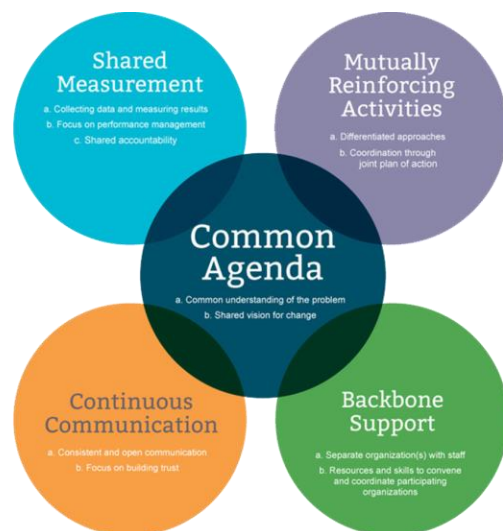 Shared
Measurement
a. Collecting data and measuring results
b. Focus on performance management
c. Shared accountability
Mutually
Reinforcing
Activities
a. Differentiated approaches
b. Coordination through
joint plan of action
Common
Agenda
a. Common understanding of the problem
b. Shared vision for change
Continuous
Communication
a. Consistent and open communication
b. Focus on building trust
Backbone
Support
a. Separate organization(s) with staff
b. Resources and skills to convene
and coordinate participating
organizations